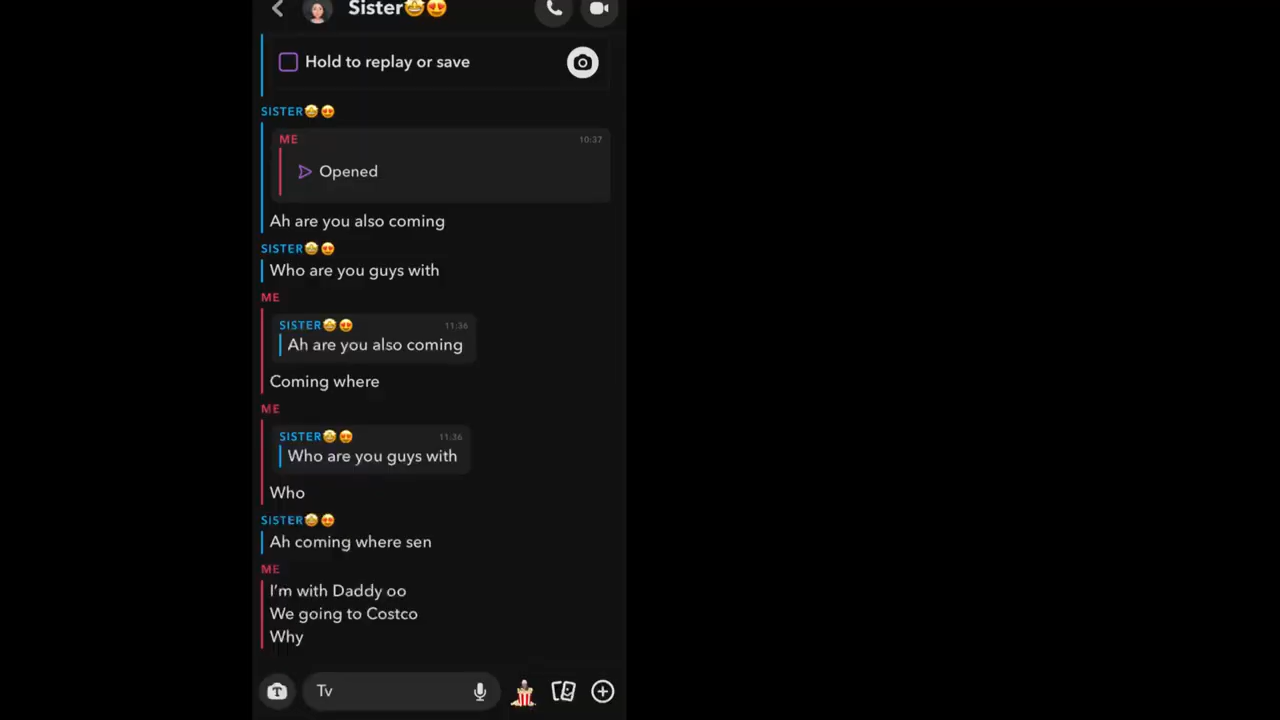 Sister🤩😍
Hold to replay or save
SISTER🤩😍
ME 10:37
Opened
Ah are you also coming
SISTER🤩😍
Who are you guys with
ME
SISTER🤩😍 11:36
Ah are you also coming
Coming where
ME
SISTER🤩😍 11:36
Who are you guys with
Who
SISTER🤩😍
Ah coming where sen
ME
I'm with Daddy oo
We going to Costco
Why
T
Tv